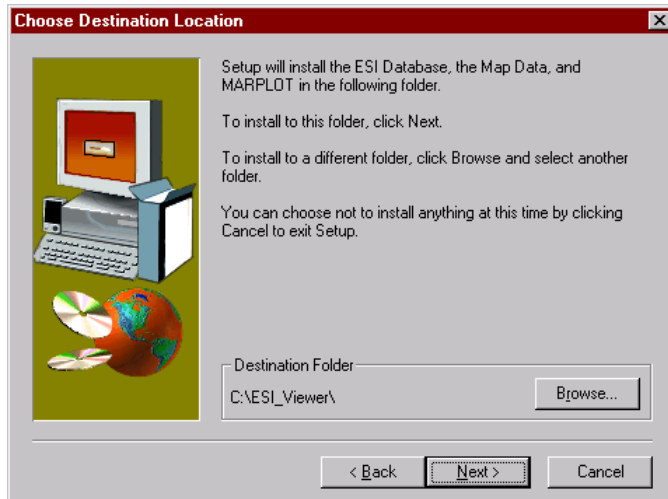 Choose Destination Location
Setup will install the ESI Database, the Map Data, and
MARPLOT in the following folder.
To install to this folder, click Next.
To install to a different folder, click Browse and select another
folder.
You can choose not to install anything at this time by clicking
Cancel to exit Setup.
Destination Folder
C:\ESI_Viewer\
Browse...
< Back
Next >
Cancel